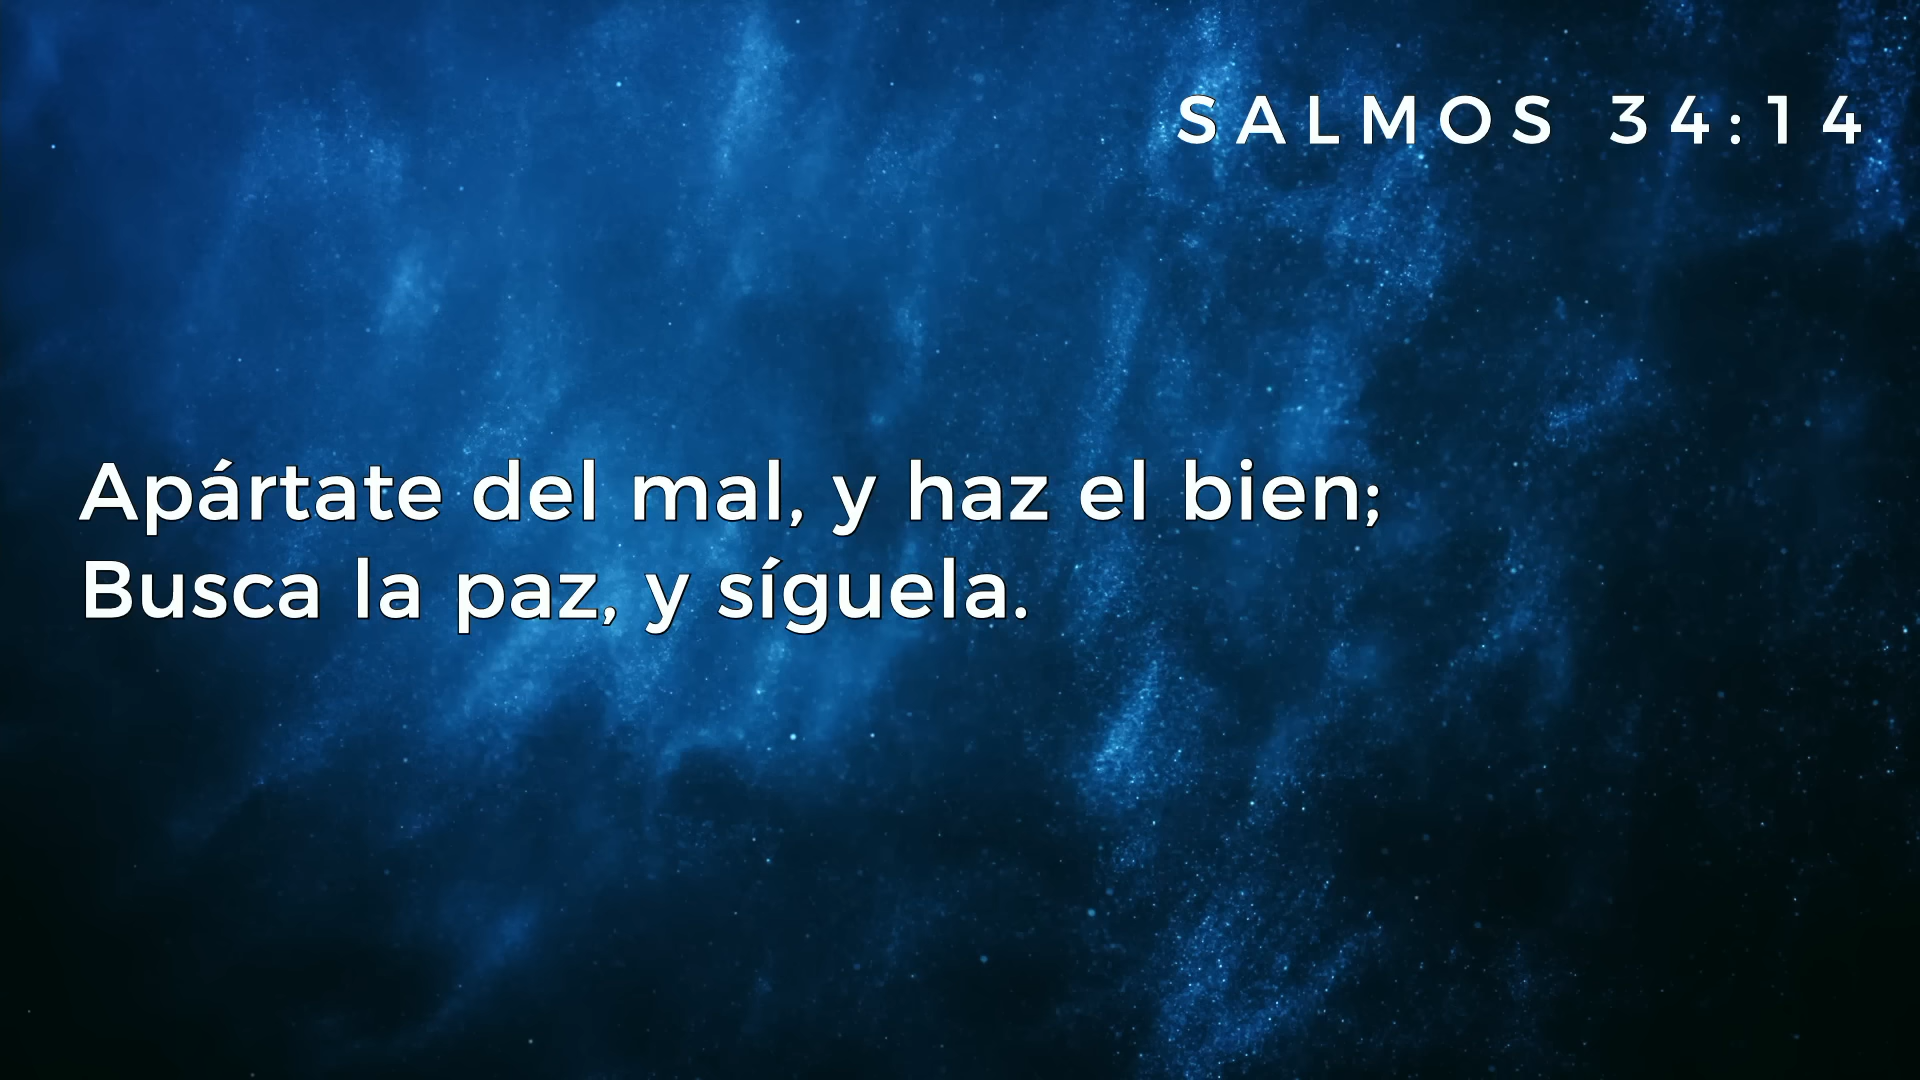 SALMOS 34:14
Apártate del mal, y haz el bien;
Busca la paz, y síguela.